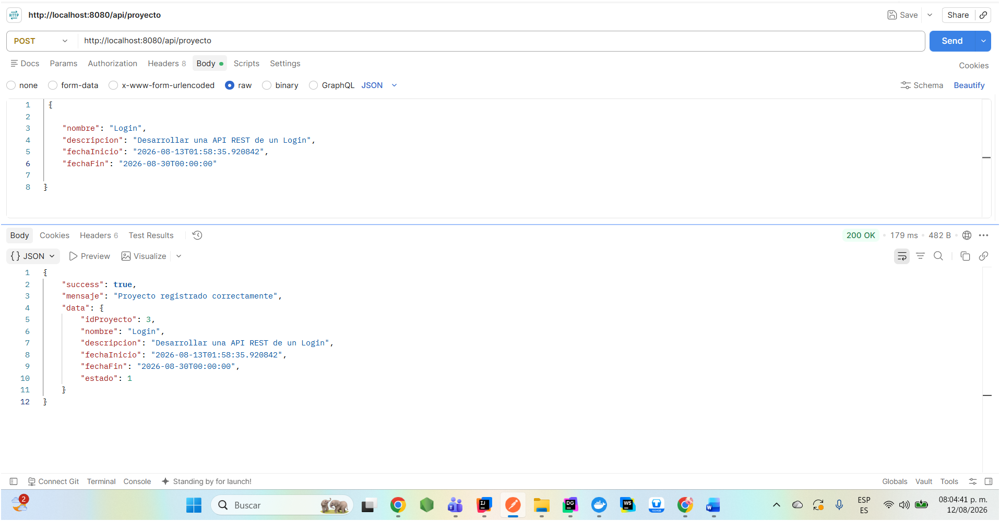 HTTP http://localhost:8080/api/proyecto Save Share
POST http://localhost:8080/api/proyecto Send
Docs Params Authorization Headers 8 Body Scripts Settings Cookies
none form-data x-www-form-urlencoded raw binary GraphQL JSON Schema Beautify
1 {
2
3 "nombre": "Login",
4 "descripcion": "Desarrollar una API REST de un Login",
5 "fechaInicio": "2026-08-13T01:58:35.920842",
6 "fechaFin": "2026-08-30T00:00:00"
7
8 }
Body Cookies Headers 6 Test Results 200 OK • 179 ms • 482 B
{} JSON Preview Visualize
1 {
2 "success": true,
3 "mensaje": "Proyecto registrado correctamente",
4 "data": {
5 "idProyecto": 3,
6 "nombre": "Login",
7 "descripcion": "Desarrollar una API REST de un Login",
8 "fechaInicio": "2026-08-13T01:58:35.920842",
9 "fechaFin": "2026-08-30T00:00:00",
10 "estado": 1
11 }
12 }
Connect Git Terminal Console Standing by for launch! Globals Vault Tools
2 Buscar T IJ DG WS T 1024GB W ESP 08:04:41 p. m.
ES 12/08/2026